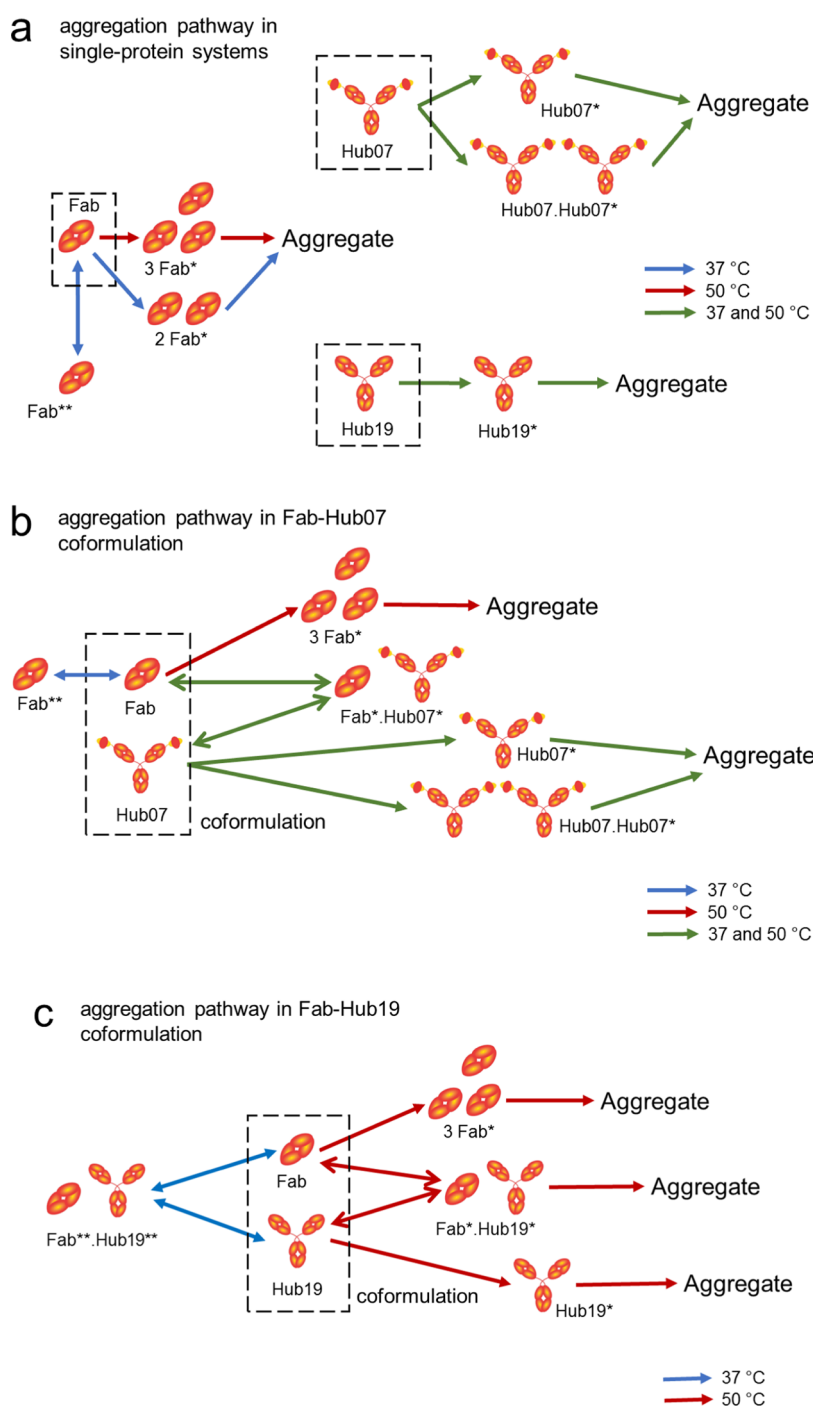 a
aggregation pathway in
single-protein systems
Hub07
Hub07*
Hub07.Hub07*
Aggregate
Fab
3 Fab*
Aggregate
2 Fab*
Fab**
37 °C
50 °C
37 and 50 °C
Hub19
Hub19*
Aggregate
b
aggregation pathway in Fab-Hub07
coformulation
3 Fab*
Aggregate
Fab**
Fab
Fab*.Hub07*
Hub07
Hub07*
Aggregate
coformulation
Hub07.Hub07*
37 °C
50 °C
37 and 50 °C
c
aggregation pathway in Fab-Hub19
coformulation
3 Fab*
Aggregate
Fab
Fab**.Hub19**
Fab*.Hub19*
Aggregate
Hub19
coformulation
Hub19*
Aggregate
37 °C
50 °C